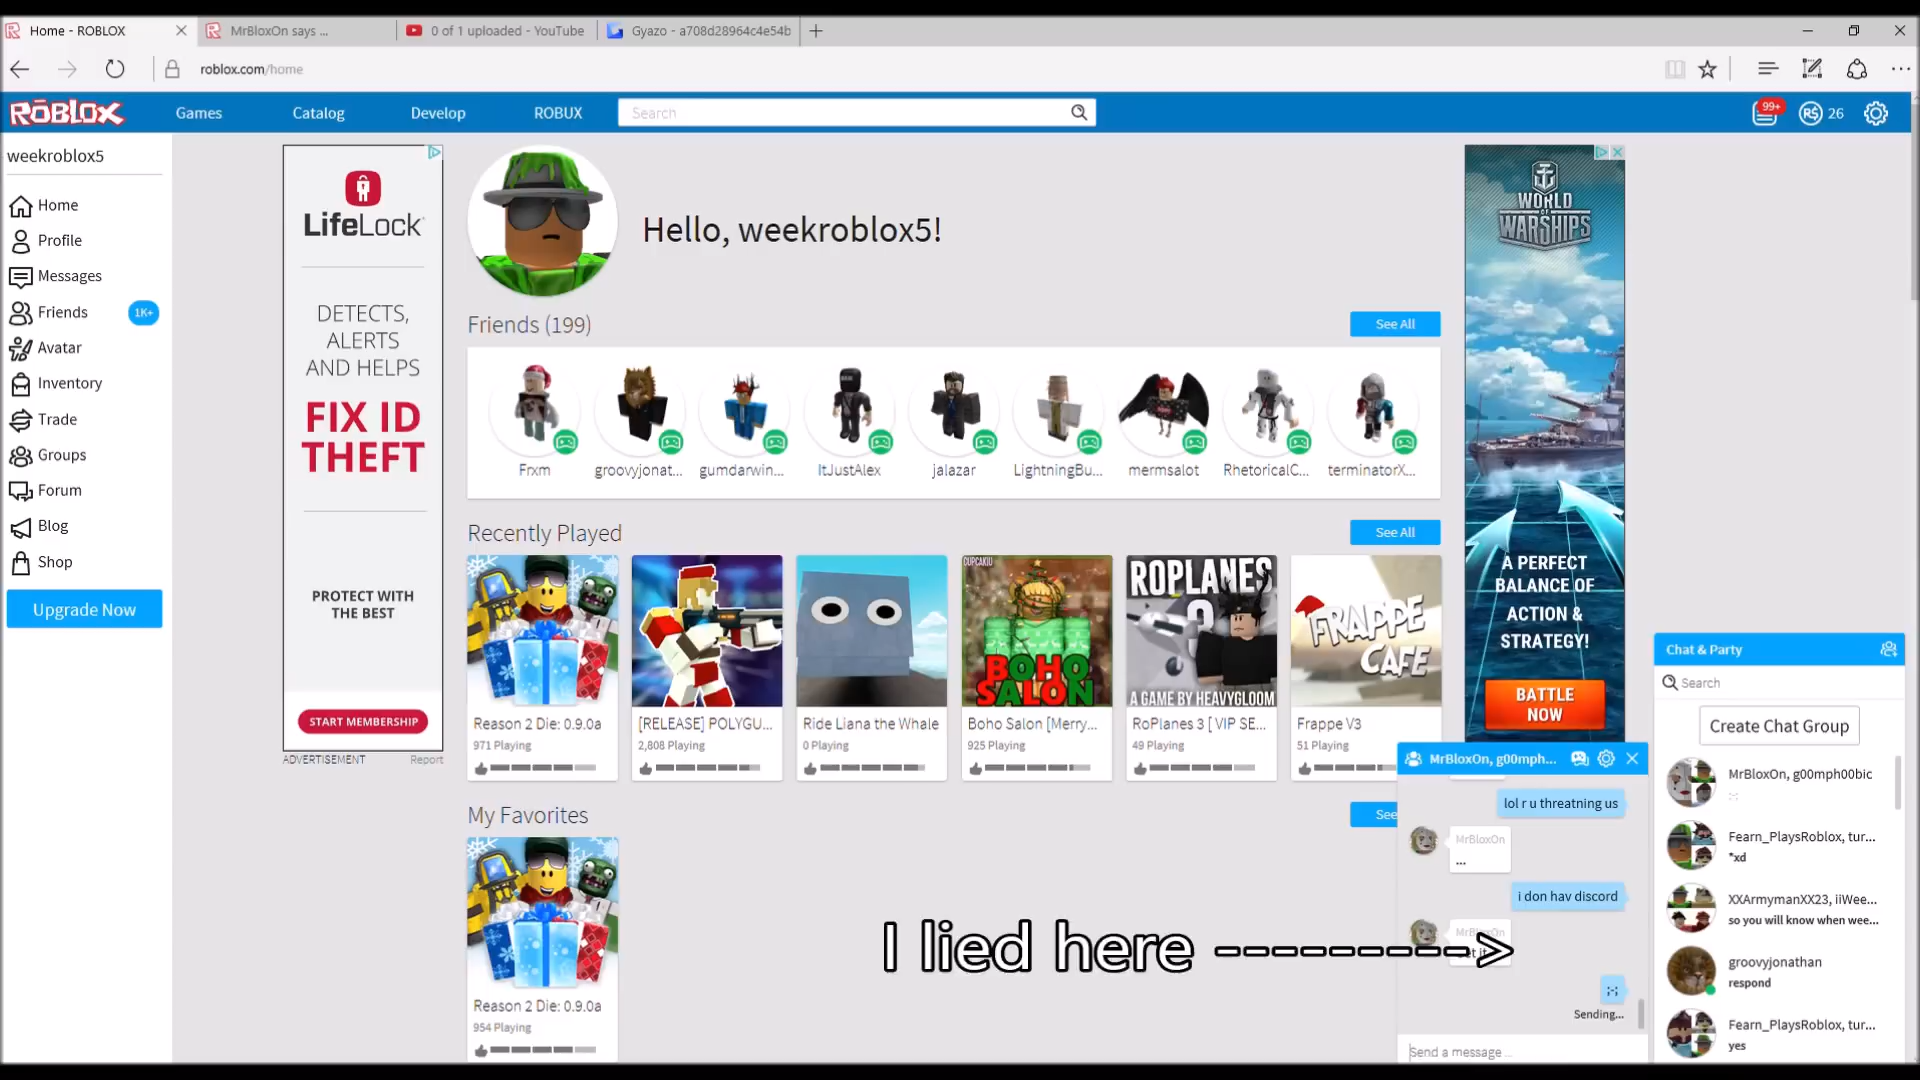 Home - ROBLOX
MrBloxOn says ...
0 of 1 uploaded - YouTube
Gyazo - a708d28964c4e54b
roblox.com/home
ROBLOX
Games
Catalog
Develop
ROBUX
Search
99+
R$ 26
weekroblox5
Home
Profile
Messages
Friends
1K+
Avatar
Inventory
Trade
Groups
Forum
Blog
Shop
Upgrade Now
LifeLock
DETECTS,
ALERTS
AND HELPS
FIX ID
THEFT
PROTECT WITH
THE BEST
START MEMBERSHIP
ADVERTISEMENT
Report
Hello, weekroblox5!
Friends (199)
See All
Frxm
groovyjonat...
gumdarwin...
ItJustAlex
jalazar
LightningBu...
mermsalot
RhetoricalC...
terminatorX...
Recently Played
See All
CUPCAKIU
BOHO
SALON
ROPLANES
3
A GAME BY HEAVYGLOOM
FRAPPE
CAFE
Reason 2 Die: 0.9.0a
971 Playing
[RELEASE] POLYGU...
2,808 Playing
Ride Liana the Whale
0 Playing
Boho Salon [Merry...
925 Playing
RoPlanes 3 [ VIP SE...
49 Playing
Frappe V3
51 Playing
My Favorites
See
Reason 2 Die: 0.9.0a
954 Playing
WORLD
OF
WARSHIPS
A PERFECT
BALANCE OF
ACTION &
STRATEGY!
BATTLE
NOW
I lied here ---------->
MrBloxOn, g00mph...
lol r u threatning us
MrBloxOn
...
i don hav discord
MrBloxOn
;-;
Sending...
Send a message ...
Chat & Party
Search
Create Chat Group
MrBloxOn, g00mph00bic
;-;
Fearn_PlaysRoblox, tur...
*xd
XXArmymanXX23, iiWee...
so you will know when wee...
groovyjonathan
respond
Fearn_PlaysRoblox, tur...
yes